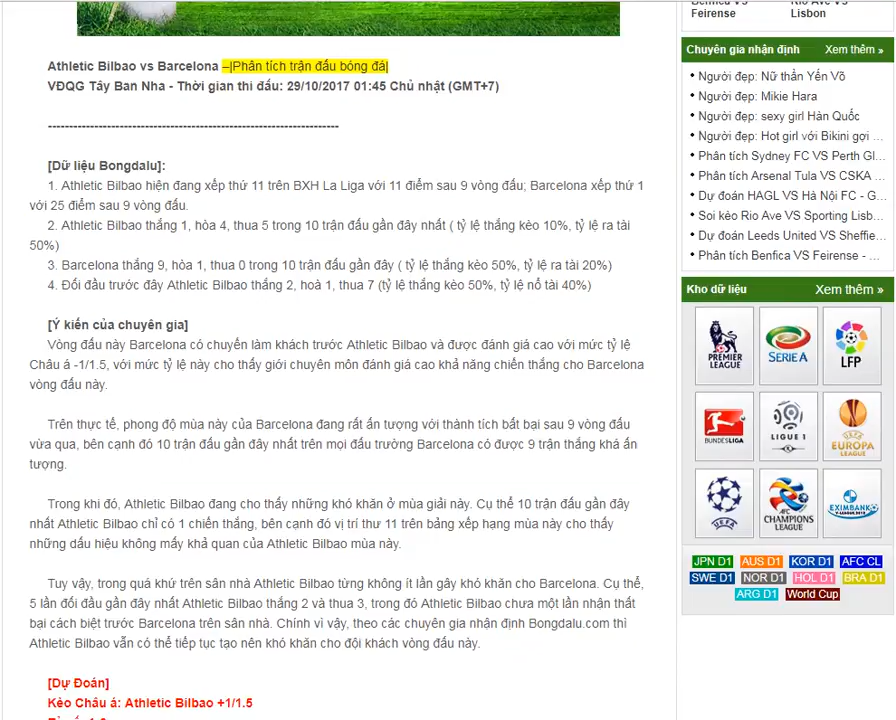 Athletic Bilbao vs Barcelona –|Phân tích trận đấu bóng đá|
VĐQG Tây Ban Nha - Thời gian thi đấu: 29/10/2017 01:45 Chủ nhật (GMT+7)
--------------------------------------------------------------------
[Dữ liệu Bongdalu]:
1. Athletic Bilbao hiện đang xếp thứ 11 trên BXH La Liga với 11 điểm sau 9 vòng đấu; Barcelona xếp thứ 1
với 25 điểm sau 9 vòng đấu.
2. Athletic Bilbao thắng 1, hòa 4, thua 5 trong 10 trận đấu gần đây nhất ( tỷ lệ thắng kèo 10%, tỷ lệ ra tài
50%)
3. Barcelona thắng 9, hòa 1, thua 0 trong 10 trận đấu gần đây ( tỷ lệ thắng kèo 50%, tỷ lệ ra tài 20%)
4. Đối đầu trước đây Athletic Bilbao thắng 2, hoà 1, thua 7 (tỷ lệ thắng kèo 50%, tỷ lệ nổ tài 40%)
[Ý kiến của chuyên gia]
Vòng đấu này Barcelona có chuyến làm khách trước Athletic Bilbao và được đánh giá cao với mức tỷ lệ
Châu á -1/1.5, với mức tỷ lệ này cho thấy giới chuyên môn đánh giá cao khả năng chiến thắng cho Barcelona
vòng đấu này.
Trên thực tế, phong độ mùa này của Barcelona đang rất ấn tượng với thành tích bất bại sau 9 vòng đấu
vừa qua, bên cạnh đó 10 trận đấu gần đây nhất trên mọi đấu trường Barcelona có được 9 trận thắng khá ấn
tượng.
Trong khi đó, Athletic Bilbao đang cho thấy những khó khăn ở mùa giải này. Cụ thể 10 trận đấu gần đây
nhất Athletic Bilbao chỉ có 1 chiến thắng, bên cạnh đó vị trí thư 11 trên bảng xếp hạng mùa này cho thấy
những dấu hiệu không mấy khả quan của Athletic Bilbao mùa này.
Tuy vậy, trong quá khứ trên sân nhà Athletic Bilbao từng không ít lần gây khó khăn cho Barcelona. Cụ thể,
5 lần đối đầu gần đây nhất Athletic Bilbao thắng 2 và thua 3, trong đó Athletic Bilbao chưa một lần nhận thất
bại cách biệt trước Barcelona trên sân nhà. Chính vì vậy, theo các chuyên gia nhận định Bongdalu.com thì
Athletic Bilbao vẫn có thể tiếp tục tạo nên khó khăn cho đội khách vòng đấu này.
[Dự Đoán]
Kèo Châu á: Athletic Bilbao +1/1.5
Benfica VS Rio Ave VS
Feirense Lisbon
Chuyên gia nhận định Xem thêm »
Người đẹp: Nữ thần Yến Võ
Người đẹp: Mikie Hara
Người đẹp: sexy girl Hàn Quốc
Người đẹp: Hot girl với Bikini gợi ...
Phân tích Sydney FC VS Perth Gl...
Phân tích Arsenal Tula VS CSKA ...
Dự đoán HAGL VS Hà Nội FC - G...
Soi kèo Rio Ave VS Sporting Lisb...
Dự đoán Leeds United VS Sheffie...
Phân tích Benfica VS Feirense - ...
Kho dữ liệu Xem thêm »
PREMIER LEAGUE
SERIE A
LFP
BUNDESLIGA
LIGUE 1
UEFA EUROPA LEAGUE
UEFA
AFC CHAMPIONS LEAGUE
EXIMBANK V-LEAGUE
JPN D1 AUS D1 KOR D1 AFC CL
SWE D1 NOR D1 HOL D1 BRA D1
ARG D1 World Cup